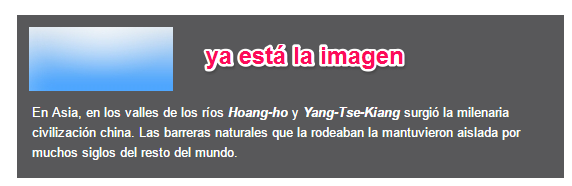 ya está la imagen
En Asia, en los valles de los ríos Hoang-ho y Yang-Tse-Kiang surgió la milenaria
civilización china. Las barreras naturales que la rodeaban la mantuvieron aislada por
muchos siglos del resto del mundo.